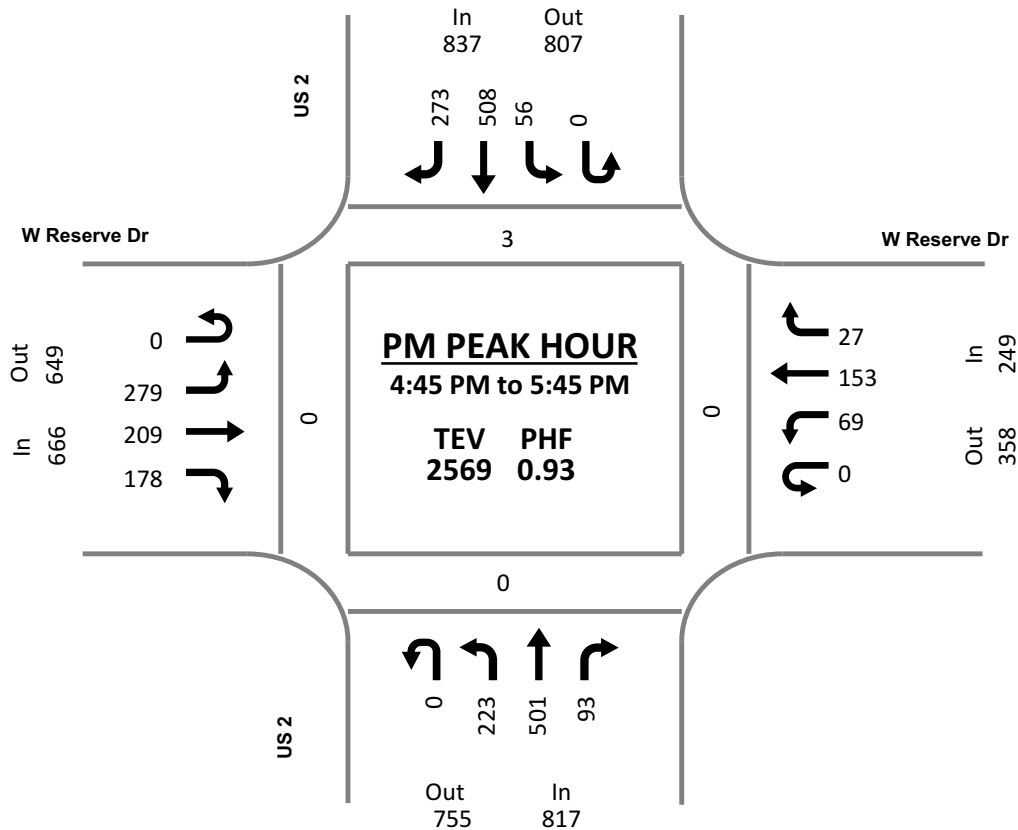 In Out
837 807
US 2
273 508 56 0
W Reserve Dr
3
W Reserve Dr
Out 649
In 666
0
279
209
178
0
PM PEAK HOUR
4:45 PM to 5:45 PM
TEV PHF
2569 0.93
0
27
153
69
0
In 249
Out 358
0
0 223 501 93
US 2
Out In
755 817